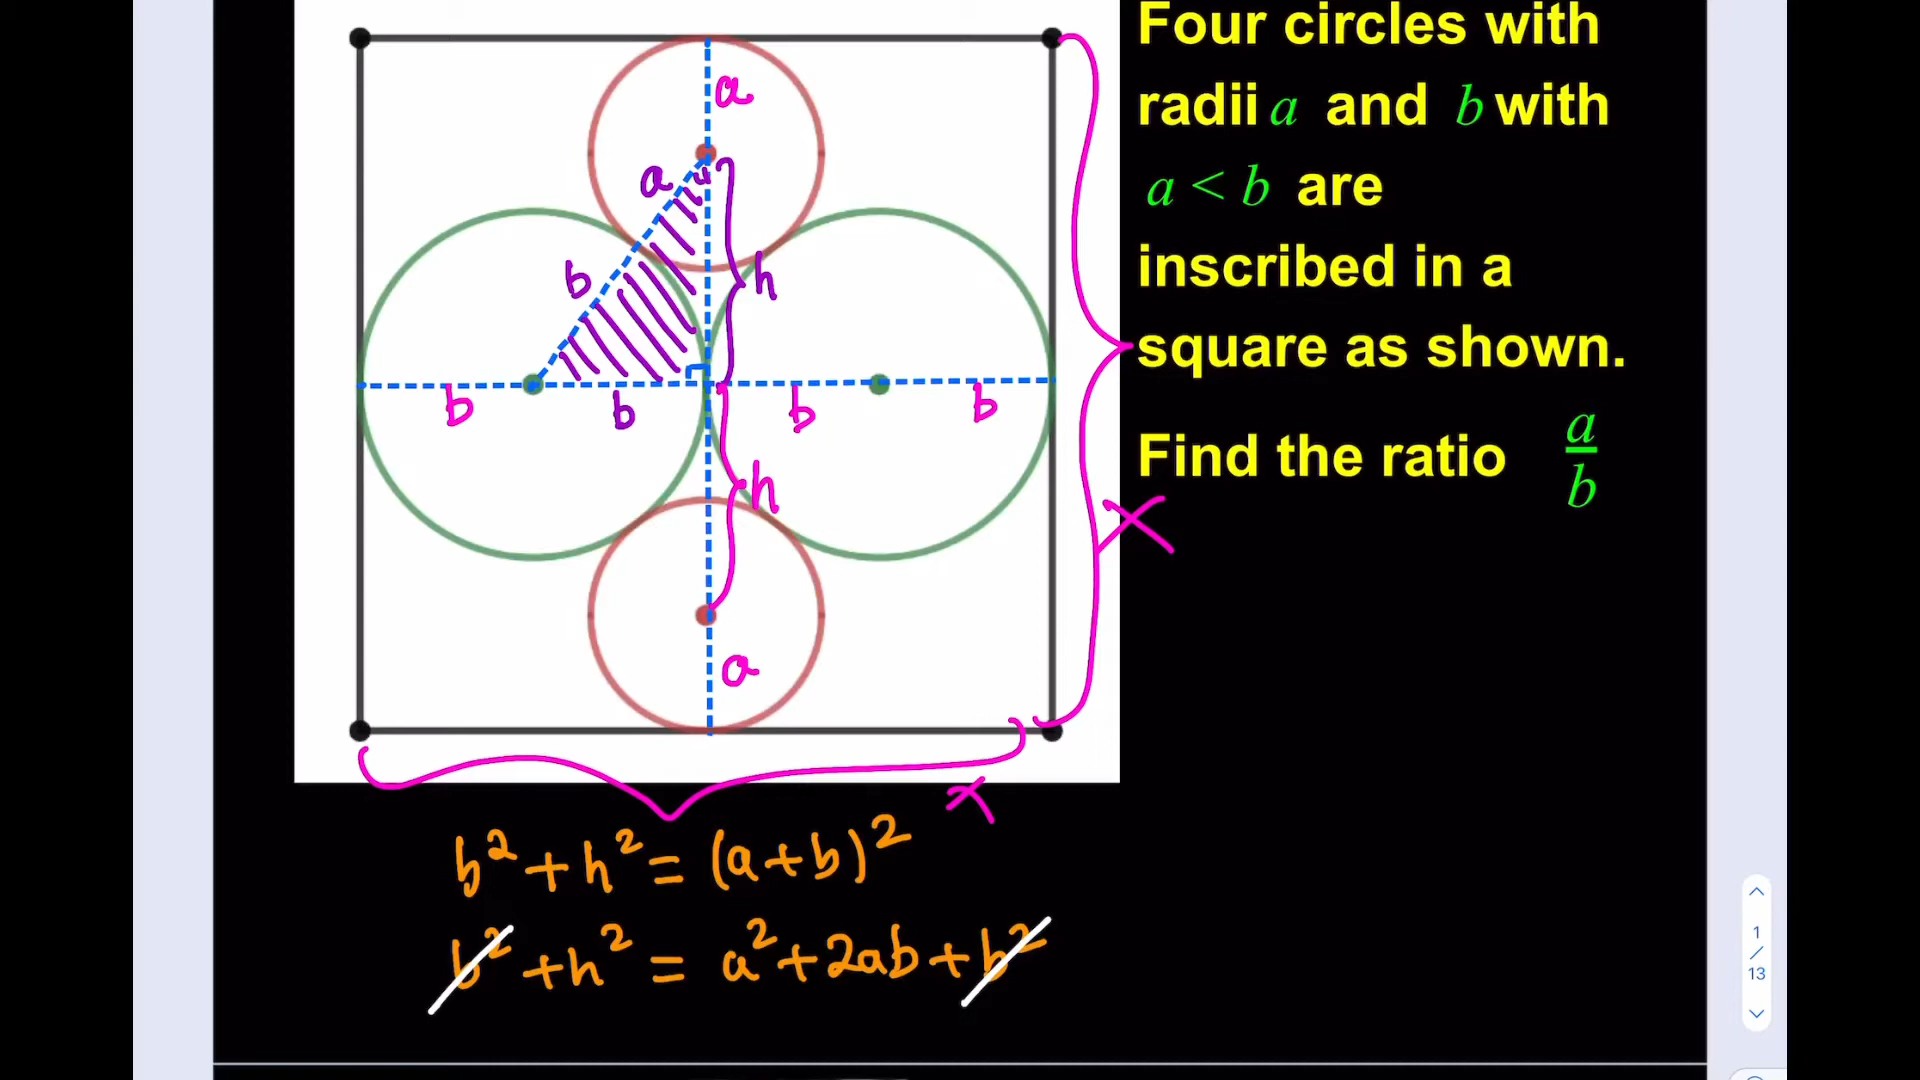 Four circles with
radii a and b with
a < b are
inscribed in a
square as shown.
Find the ratio a/b
a
a
b
h
b
b
b
b
h
a
x
x
b² + h² = (a+b)²
b² + h² = a² + 2ab + b²
1
/
13